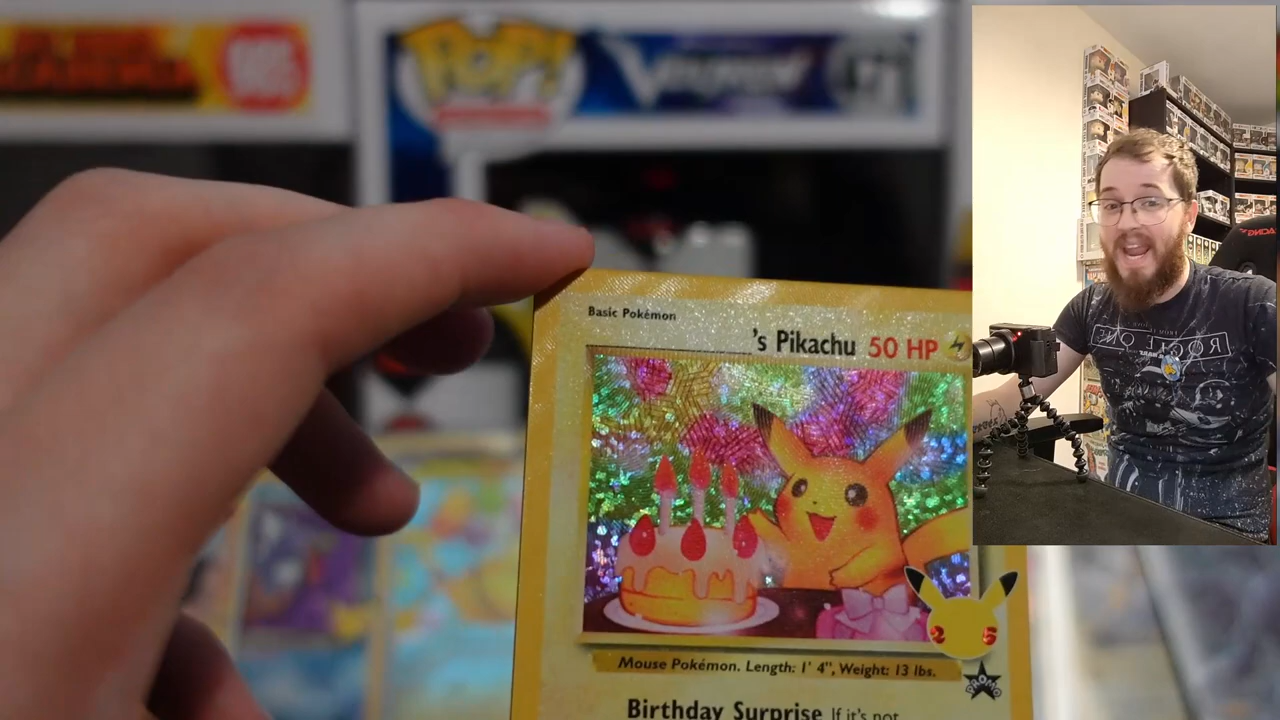 POP!
Basic Pokémon
's Pikachu 50 HP
Mouse Pokémon. Length: 1' 4", Weight: 13 lbs.
PROMO
Birthday Surprise If it's not